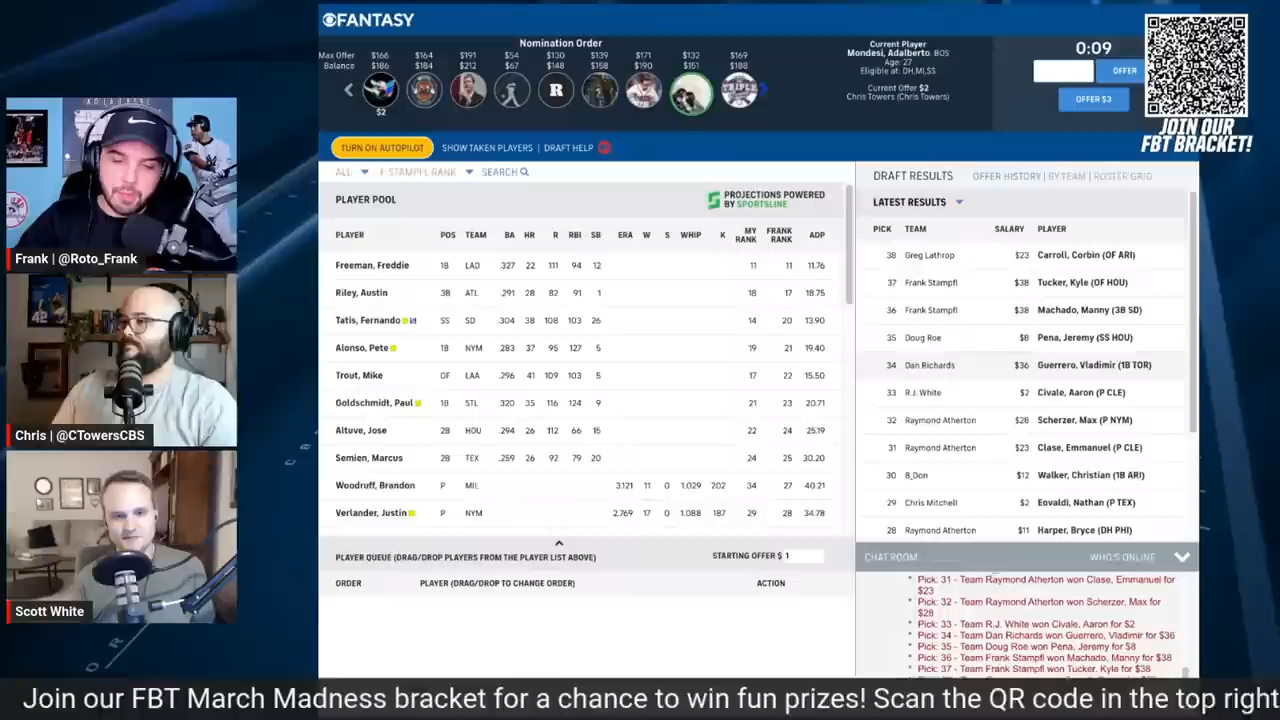 FANTASY
Nomination Order
Max Offer $166 $164 $191 $54 $130 $139 $171 $132 $169
Balance $186 $184 $212 $67 $148 $158 $190 $151 $188
R
TRIPLE
$2
Current Player
Mondesi, Adalberto, BOS
Age: 27
Eligible at: DH,MI,SS
Current Offer $2
Chris Towers (Chris Towers)
0:09
OFFER
OFFER $3
JOIN OUR
FBT BRACKET!
TURN ON AUTOPILOT SHOW TAKEN PLAYERS | DRAFT HELP
ALL F. STAMPFL RANK SEARCH
PLAYER POOL
PROJECTIONS POWERED
BY SPORTSLINE
PLAYER POS TEAM BA HR R RBI SB ERA W S WHIP K MY RANK FRANK RANK ADP
Freeman, Freddie 1B LAD .327 22 111 94 12 11 11 11.76
Riley, Austin 3B ATL .291 28 82 91 1 18 17 18.75
Tatis, Fernando SS SD .304 38 108 103 26 14 20 13.90
Alonso, Pete 1B NYM .283 37 95 127 5 19 21 19.40
Trout, Mike OF LAA .296 41 109 103 5 17 22 15.50
Goldschmidt, Paul 1B STL .320 35 116 124 9 21 23 20.71
Altuve, Jose 2B HOU .294 26 112 66 15 22 24 25.19
Semien, Marcus 2B TEX .259 26 92 79 20 24 25 30.20
Woodruff, Brandon P MIL 3.121 11 0 1.029 202 34 27 40.21
Verlander, Justin P NYM 2.769 17 0 1.088 187 29 28 34.78
PLAYER QUEUE (DRAG/DROP PLAYERS FROM THE PLAYER LIST ABOVE) STARTING OFFER $ 1
ORDER PLAYER (DRAG/DROP TO CHANGE ORDER) ACTION
DRAFT RESULTS OFFER HISTORY | BY TEAM | ROSTER GRID
LATEST RESULTS
PICK TEAM SALARY PLAYER
38 Greg Lathrop $23 Carroll, Corbin (OF ARI)
37 Frank Stampfl $38 Tucker, Kyle (OF HOU)
36 Frank Stampfl $38 Machado, Manny (3B SD)
35 Doug Roe $8 Pena, Jeremy (SS HOU)
34 Dan Richards $36 Guerrero, Vladimir (1B TOR)
33 R.J. White $2 Civale, Aaron (P CLE)
32 Raymond Atherton $28 Scherzer, Max (P NYM)
31 Raymond Atherton $23 Clase, Emmanuel (P CLE)
30 B_Don $12 Walker, Christian (1B ARI)
29 Chris Mitchell $2 Eovaldi, Nathan (P TEX)
28 Raymond Atherton $11 Harper, Bryce (DH PHI)
CHAT ROOM WHO'S ONLINE
* Pick: 31 - Team Raymond Atherton won Clase, Emmanuel for
$23
* Pick: 32 - Team Raymond Atherton won Scherzer, Max for
$28
* Pick: 33 - Team R.J. White won Civale, Aaron for $2
* Pick: 34 - Team Dan Richards won Guerrero, Vladimir for $36
* Pick: 35 - Team Doug Roe won Pena, Jeremy for $8
* Pick: 36 - Team Frank Stampfl won Machado, Manny for $38
* Pick: 37 - Team Frank Stampfl won Tucker, Kyle for $38
Frank | @Roto_Frank
Chris | @CTowersCBS
Scott White
Join our FBT March Madness bracket for a chance to win fun prizes! Scan the QR code in the top right